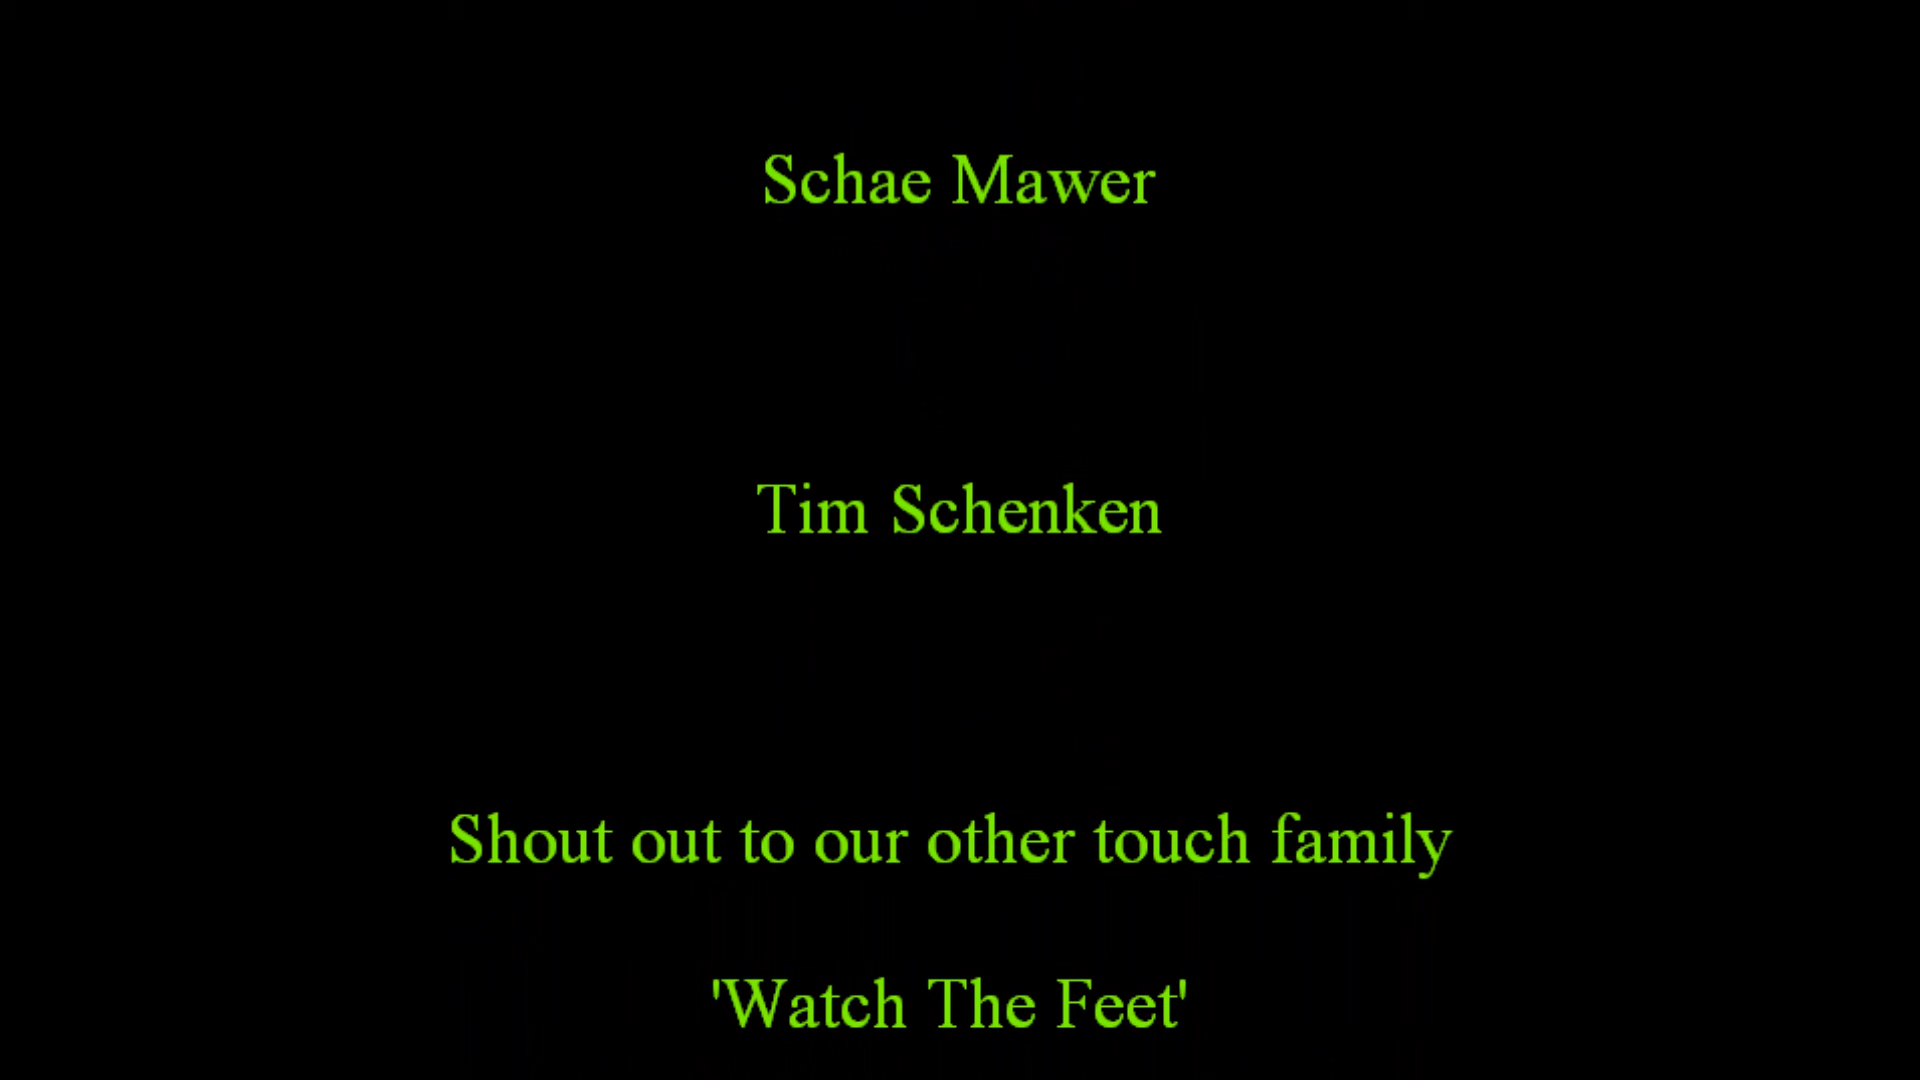 Schae Mawer
Tim Schenken
Shout out to our other touch family
'Watch The Feet'